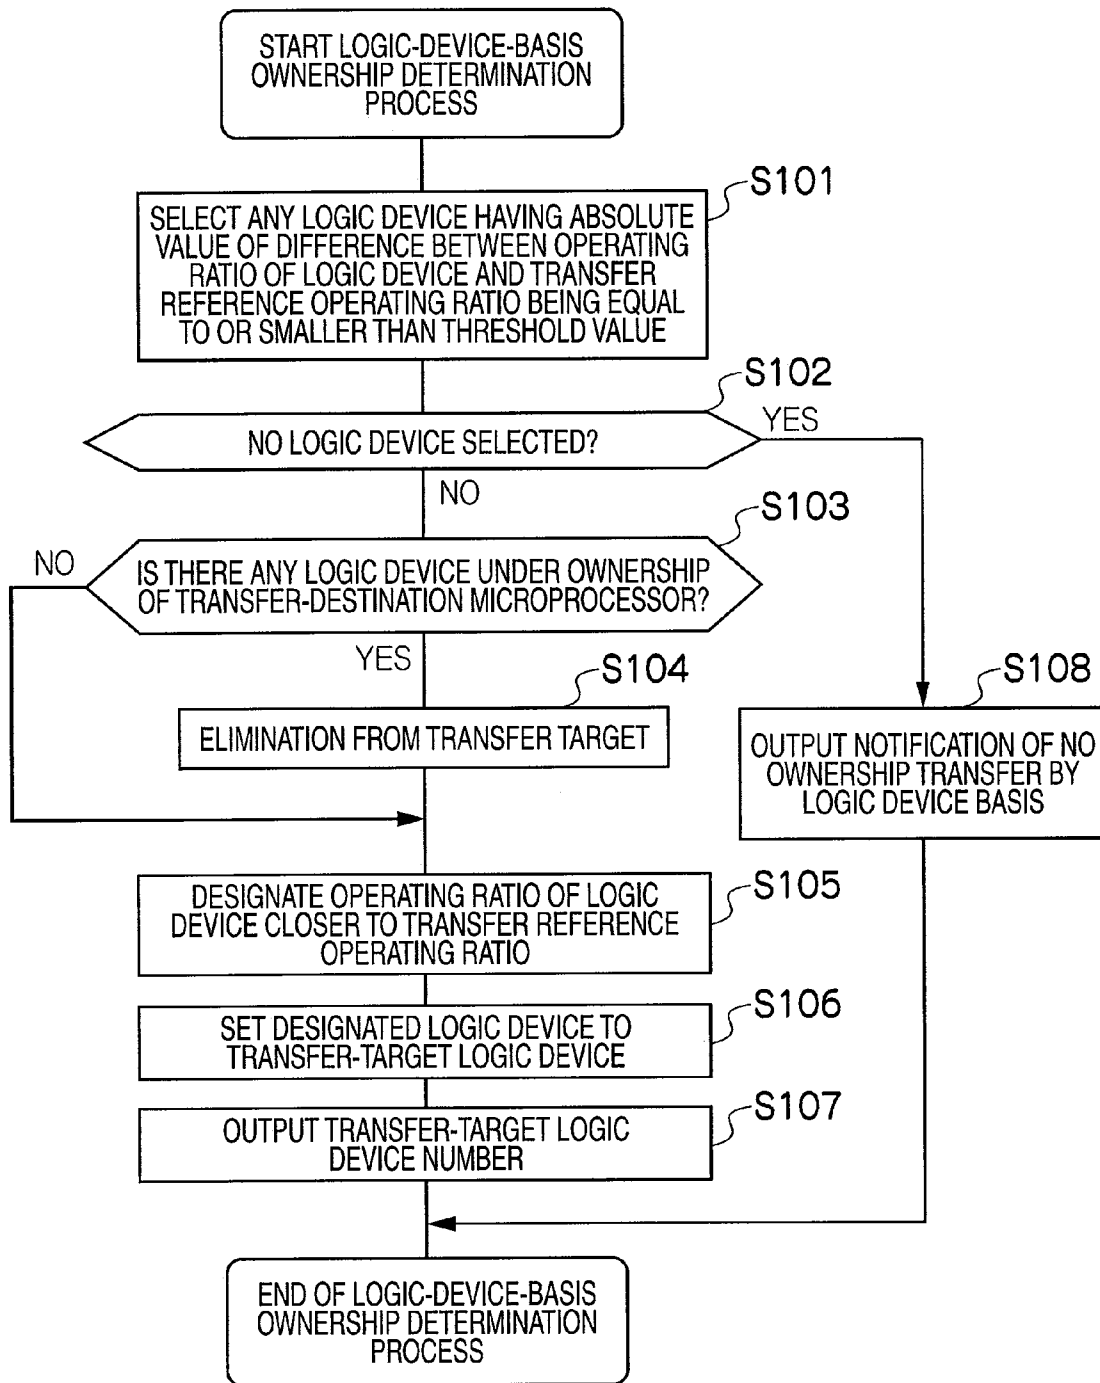 START LOGIC-DEVICE-BASIS
OWNERSHIP DETERMINATION
PROCESS
S101
SELECT ANY LOGIC DEVICE HAVING ABSOLUTE
VALUE OF DIFFERENCE BETWEEN OPERATING
RATIO OF LOGIC DEVICE AND TRANSFER
REFERENCE OPERATING RATIO BEING EQUAL
TO OR SMALLER THAN THRESHOLD VALUE
S102
YES
NO LOGIC DEVICE SELECTED?
NO
S103
NO
IS THERE ANY LOGIC DEVICE UNDER OWNERSHIP
OF TRANSFER-DESTINATION MICROPROCESSOR?
YES
S104
ELIMINATION FROM TRANSFER TARGET
S108
OUTPUT NOTIFICATION OF NO
OWNERSHIP TRANSFER BY
LOGIC DEVICE BASIS
S105
DESIGNATE OPERATING RATIO OF LOGIC
DEVICE CLOSER TO TRANSFER REFERENCE
OPERATING RATIO
S106
SET DESIGNATED LOGIC DEVICE TO
TRANSFER-TARGET LOGIC DEVICE
S107
OUTPUT TRANSFER-TARGET LOGIC
DEVICE NUMBER
END OF LOGIC-DEVICE-BASIS
OWNERSHIP DETERMINATION
PROCESS